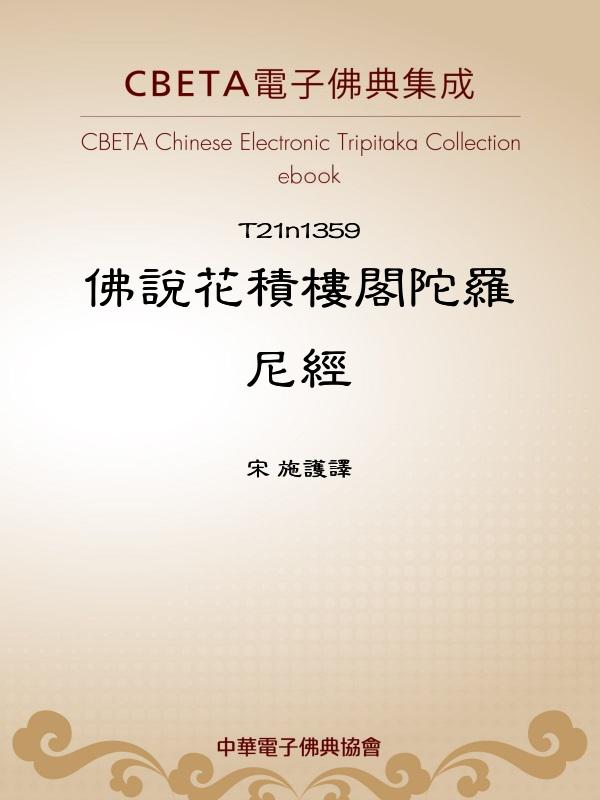 CBETA電子佛典集成
CBETA Chinese Electronic Tripitaka Collection
ebook
T21n1359
佛說花積樓閣陀羅
尼經
宋 施護譯
中華電子佛典協會